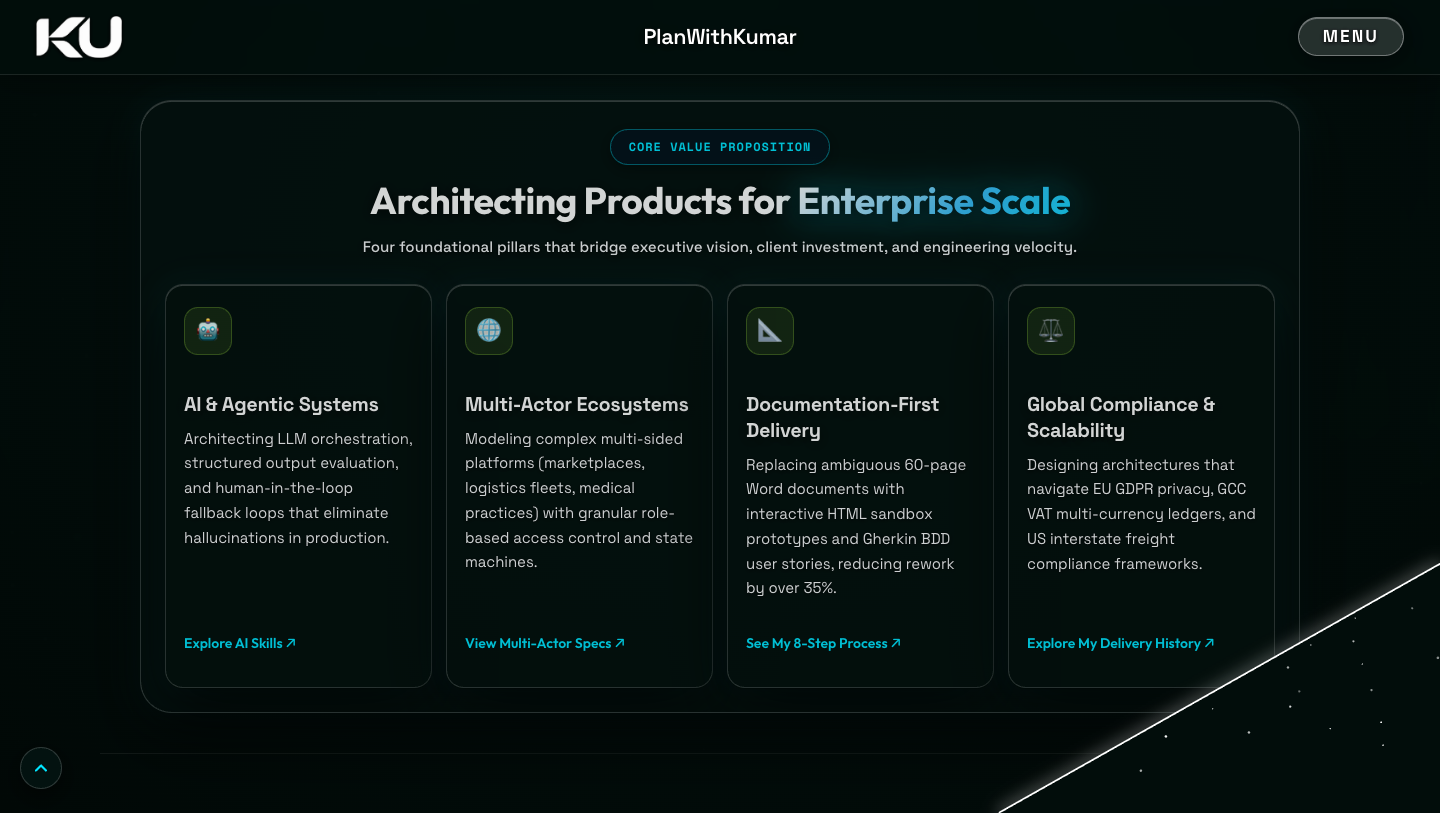 KU
PlanWithKumar
MENU
CORE VALUE PROPOSITION
Architecting Products for Enterprise Scale
Four foundational pillars that bridge executive vision, client investment, and engineering velocity.
AI & Agentic Systems
Architecting LLM orchestration,
structured output evaluation,
and human-in-the-loop
fallback loops that eliminate
hallucinations in production.
Explore AI Skills ↗
Multi-Actor Ecosystems
Modeling complex multi-sided
platforms (marketplaces,
logistics fleets, medical
practices) with granular role-
based access control and state
machines.
View Multi-Actor Specs ↗
Documentation-First
Delivery
Replacing ambiguous 60-page
Word documents with
interactive HTML sandbox
prototypes and Gherkin BDD
user stories, reducing rework
by over 35%.
See My 8-Step Process ↗
Global Compliance &
Scalability
Designing architectures that
navigate EU GDPR privacy, GCC
VAT multi-currency ledgers, and
US interstate freight
compliance frameworks.
Explore My Delivery History ↗